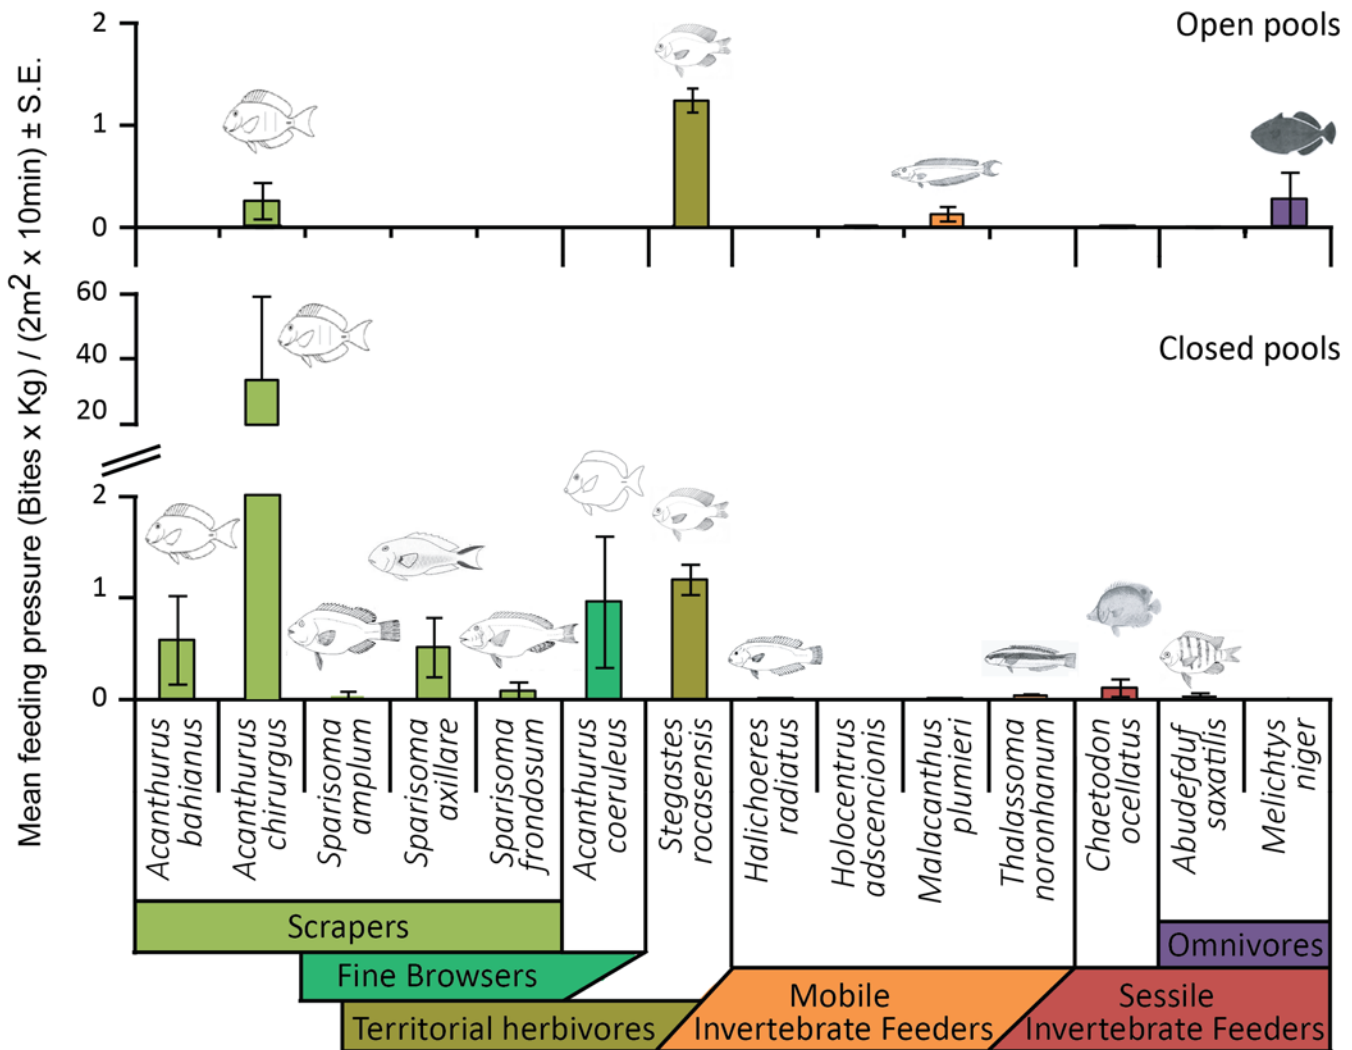 Mean feeding pressure (Bites x Kg) / (2m² x 10min) ± S.E.
Open pools
2
1
0
Closed pools
60
40
20
2
1
0
Acanthurus
bahianus
Acanthurus
chirurgus
Sparisoma
amplum
Sparisoma
axillare
Sparisoma
frondosum
Acanthurus
coeruleus
Stegastes
rocasensis
Halichoeres
radiatus
Holocentrus
adscencionis
Malacanthus
plumieri
Thalassoma
noronhanum
Chaetodon
ocellatus
Abudefduf
saxatilis
Melichtys
niger
Scrapers
Fine Browsers
Territorial herbivores
Mobile
Invertebrate Feeders
Sessile
Invertebrate Feeders
Omnivores